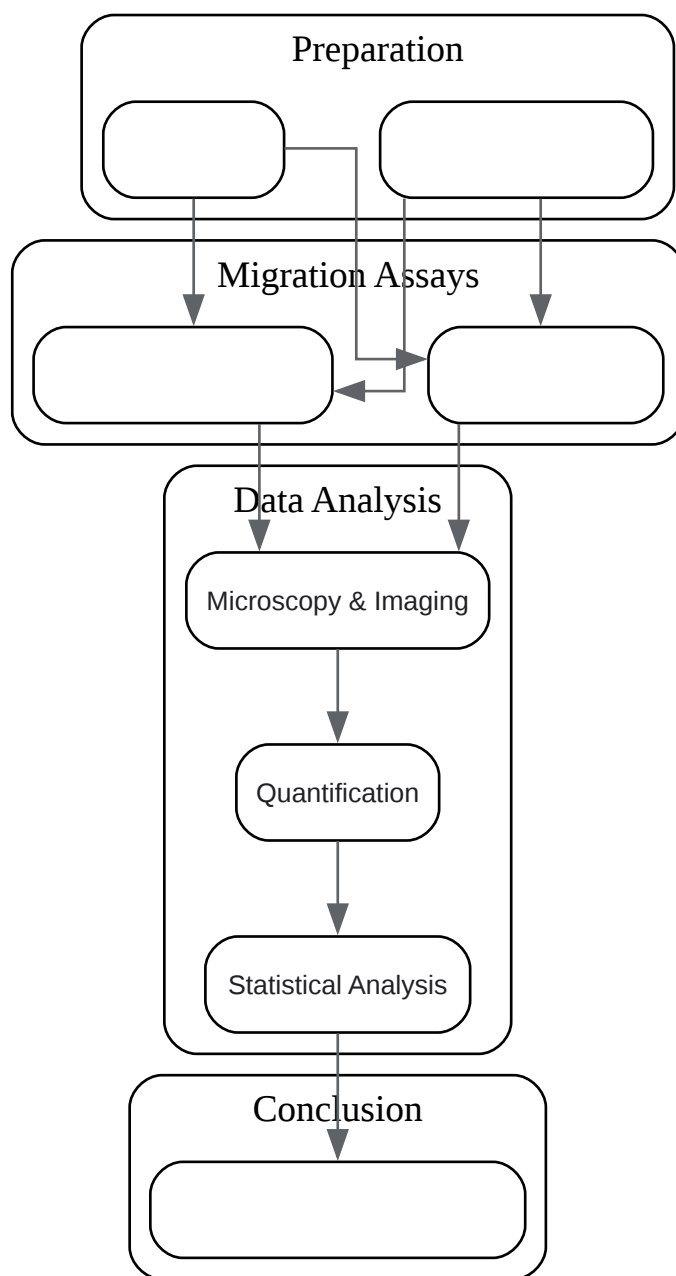 Preparation
Migration Assays
Data Analysis
Microscopy & Imaging
Quantification
Statistical Analysis
Conclusion